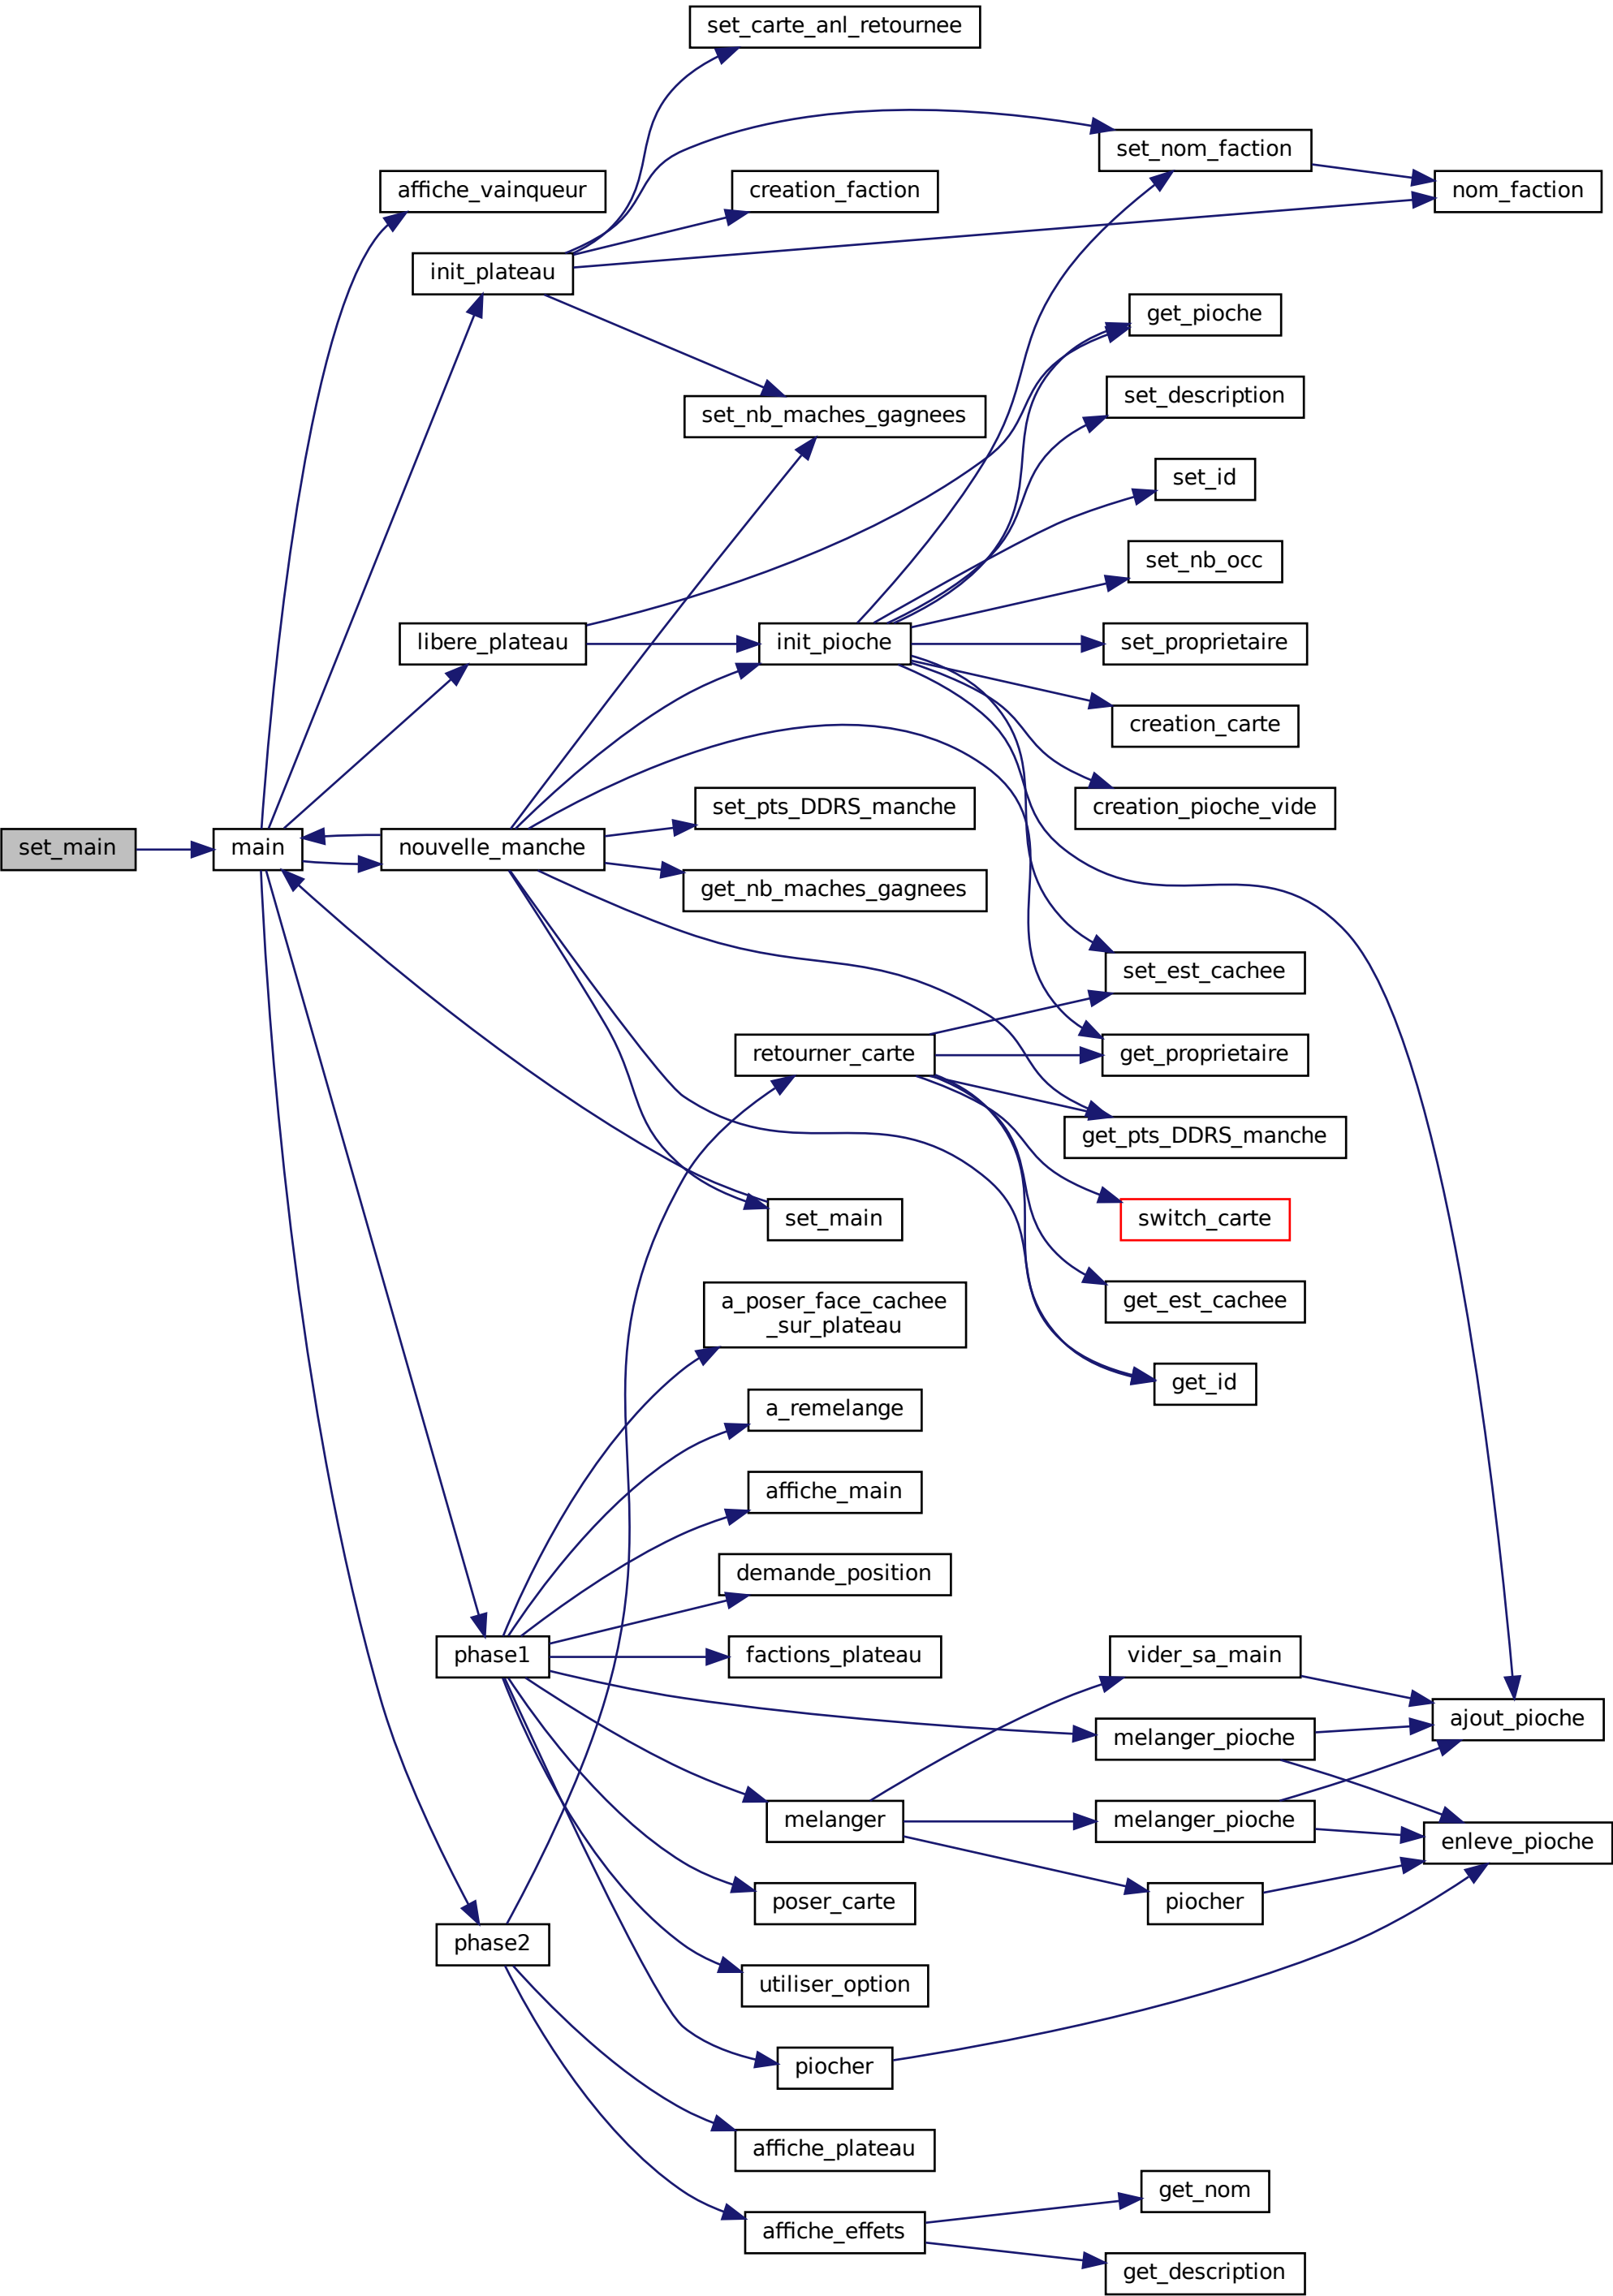 set_carte_anl_retournee
set_nom_faction
affiche_vainqueur
creation_faction
nom_faction
init_plateau
get_pioche
set_description
set_nb_maches_gagnees
set_id
set_nb_occ
libere_plateau
init_pioche
set_proprietaire
creation_carte
set_pts_DDRS_manche
creation_pioche_vide
set_main
main
nouvelle_manche
get_nb_maches_gagnees
set_est_cachee
retourner_carte
get_proprietaire
get_pts_DDRS_manche
set_main
switch_carte
get_est_cachee
a_poser_face_cachee
_sur_plateau
get_id
a_remelange
affiche_main
demande_position
phase1
factions_plateau
vider_sa_main
ajout_pioche
melanger_pioche
melanger
melanger_pioche
enleve_pioche
poser_carte
piocher
phase2
utiliser_option
piocher
affiche_plateau
get_nom
affiche_effets
get_description